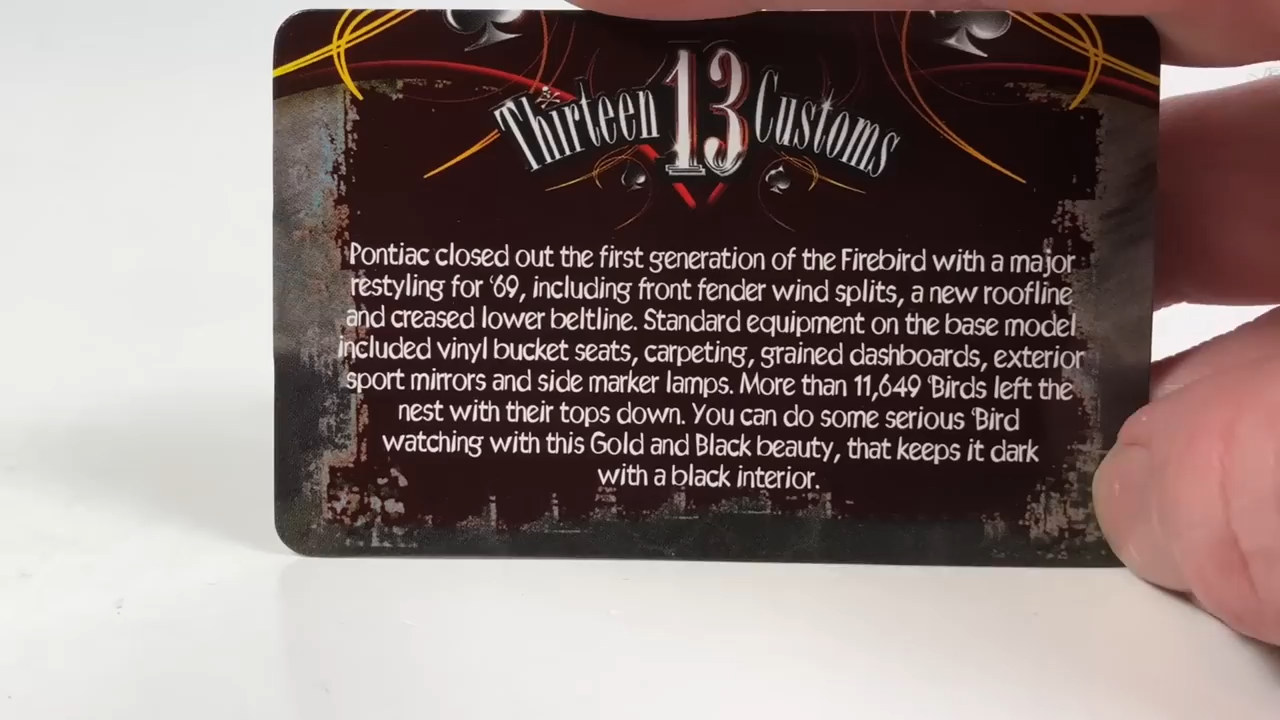 Thirteen 13 Customs
Pontiac closed out the first generation of the Firebird with a major
restyling for '69, including front fender wind splits, a new roofline
and creased lower beltline. Standard equipment on the base model
included vinyl bucket seats, carpeting, grained dashboards, exterior
sport mirrors and side marker lamps. More than 11,649 'Birds left the
nest with their tops down. You can do some serious 'Bird
watching with this Gold and Black beauty, that keeps it dark
with a black interior.